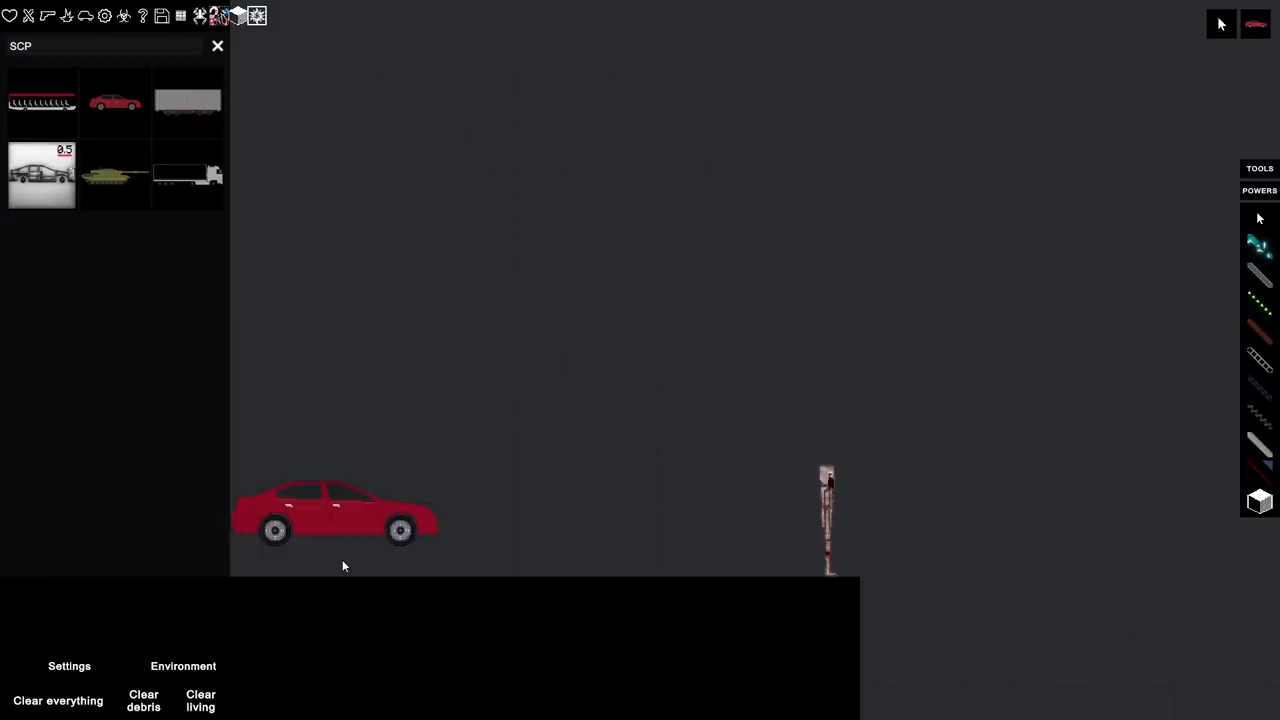 SCP
0.5
TOOLS
POWERS
Settings
Environment
Clear everything
Clear
debris
Clear
living